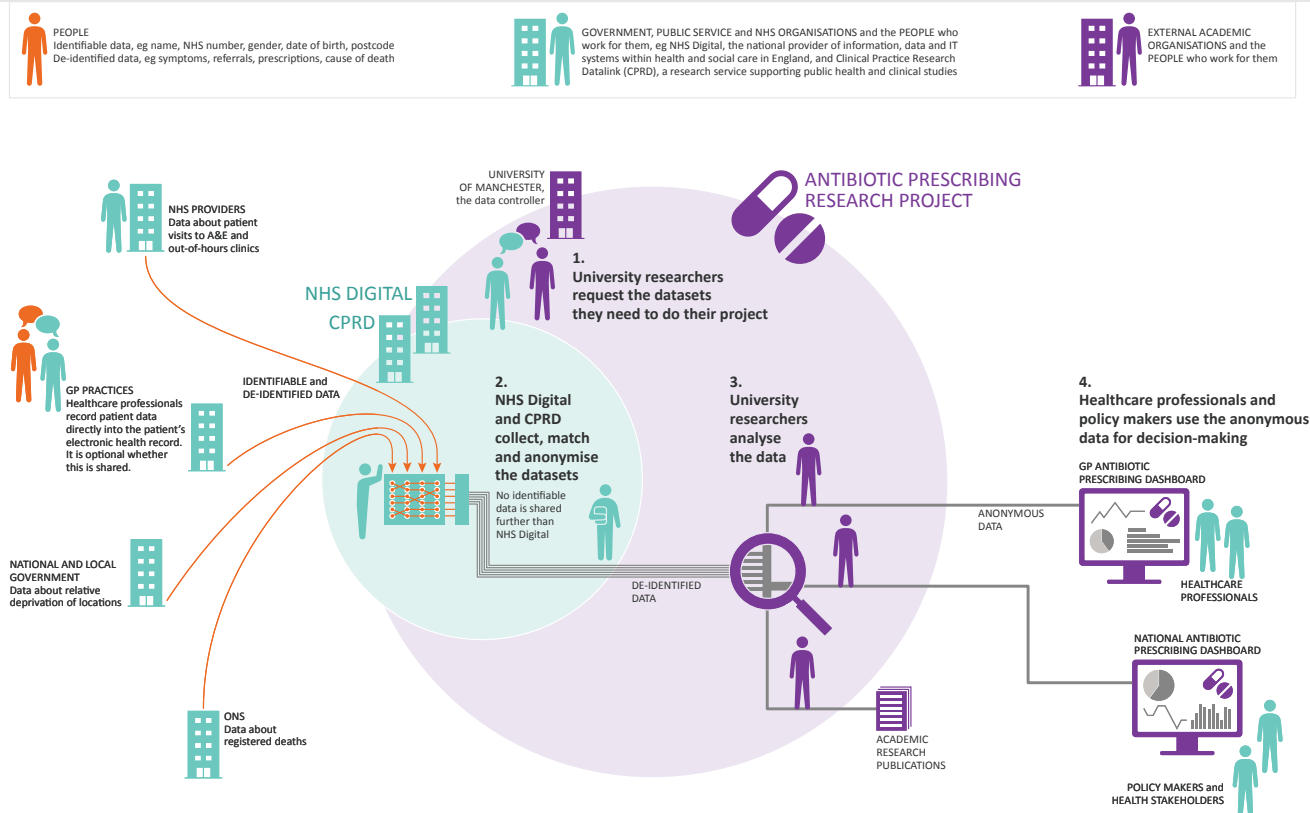 PEOPLE
Identifiable data, eg name, NHS number, gender, date of birth, postcode
De-identified data, eg symptoms, referrals, prescriptions, cause of death
GOVERNMENT, PUBLIC SERVICE and NHS ORGANISATIONS and the PEOPLE who
work for them, eg NHS Digital, the national provider of information, data and IT
systems within health and social care in England, and Clinical Practice Research
Datalink (CPRD), a research service supporting public health and clinical studies
EXTERNAL ACADEMIC
ORGANISATIONS and the
PEOPLE who work for them
UNIVERSITY
OF MANCHESTER,
the data controller
ANTIBIOTIC PRESCRIBING
RESEARCH PROJECT
NHS PROVIDERS
Data about patient
visits to A&E and
out-of-hours clinics
1.
University researchers
request the datasets
they need to do their project
NHS DIGITAL
CPRD
IDENTIFIABLE and
DE-IDENTIFIED DATA
GP PRACTICES
Healthcare professionals
record patient data
directly into the patient's
electronic health record.
It is optional whether
this is shared.
2.
NHS Digital
and CPRD
collect, match
and anonymise
the datasets
No identifiable
data is shared
further than
NHS Digital
3.
University
researchers
analyse
the data
4.
Healthcare professionals and
policy makers use the anonymous
data for decision-making
GP ANTIBIOTIC
PRESCRIBING DASHBOARD
ANONYMOUS
DATA
HEALTHCARE
PROFESSIONALS
NATIONAL AND LOCAL
GOVERNMENT
Data about relative
deprivation of locations
DE-IDENTIFIED
DATA
NATIONAL ANTIBIOTIC
PRESCRIBING DASHBOARD
ONS
Data about
registered deaths
ACADEMIC
RESEARCH
PUBLICATIONS
POLICY MAKERS and
HEALTH STAKEHOLDERS